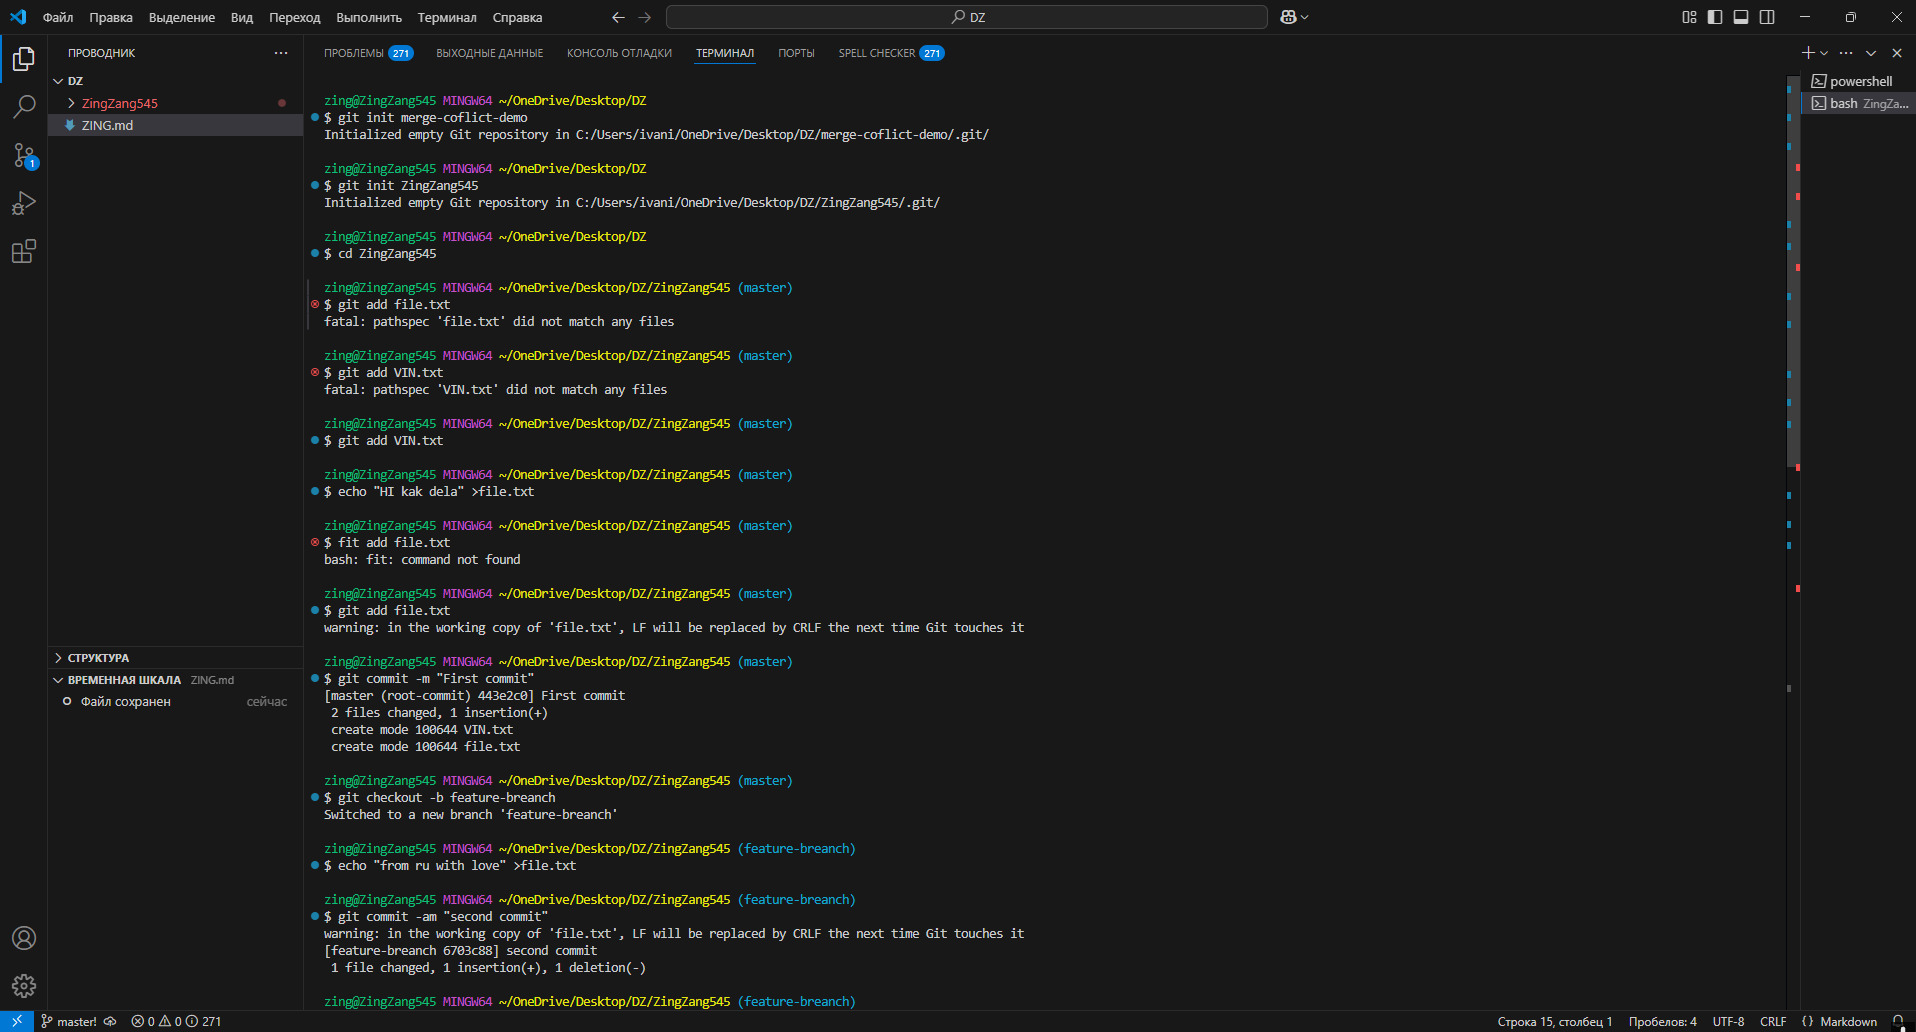 Файл Правка Выделение Вид Переход Выполнить Терминал Справка
DZ
ПРОВОДНИК
DZ
ZingZang545
ZING.md
СТРУКТУРА
ВРЕМЕННАЯ ШКАЛА ZING.md
Файл сохранен сейчас
1
ПРОБЛЕМЫ 271 ВЫХОДНЫЕ ДАННЫЕ КОНСОЛЬ ОТЛАДКИ ТЕРМИНАЛ ПОРТЫ SPELL CHECKER 271
zing@ZingZang545 MINGW64 ~/OneDrive/Desktop/DZ
$ git init merge-coflict-demo
Initialized empty Git repository in C:/Users/ivani/OneDrive/Desktop/DZ/merge-coflict-demo/.git/
zing@ZingZang545 MINGW64 ~/OneDrive/Desktop/DZ
$ git init ZingZang545
Initialized empty Git repository in C:/Users/ivani/OneDrive/Desktop/DZ/ZingZang545/.git/
zing@ZingZang545 MINGW64 ~/OneDrive/Desktop/DZ
$ cd ZingZang545
zing@ZingZang545 MINGW64 ~/OneDrive/Desktop/DZ/ZingZang545 (master)
$ git add file.txt
fatal: pathspec 'file.txt' did not match any files
zing@ZingZang545 MINGW64 ~/OneDrive/Desktop/DZ/ZingZang545 (master)
$ git add VIN.txt
fatal: pathspec 'VIN.txt' did not match any files
zing@ZingZang545 MINGW64 ~/OneDrive/Desktop/DZ/ZingZang545 (master)
$ git add VIN.txt
zing@ZingZang545 MINGW64 ~/OneDrive/Desktop/DZ/ZingZang545 (master)
$ echo "HI kak dela" >file.txt
zing@ZingZang545 MINGW64 ~/OneDrive/Desktop/DZ/ZingZang545 (master)
$ fit add file.txt
bash: fit: command not found
zing@ZingZang545 MINGW64 ~/OneDrive/Desktop/DZ/ZingZang545 (master)
$ git add file.txt
warning: in the working copy of 'file.txt', LF will be replaced by CRLF the next time Git touches it
zing@ZingZang545 MINGW64 ~/OneDrive/Desktop/DZ/ZingZang545 (master)
$ git commit -m "First commit"
[master (root-commit) 443e2c0] First commit
2 files changed, 1 insertion(+)
create mode 100644 VIN.txt
create mode 100644 file.txt
zing@ZingZang545 MINGW64 ~/OneDrive/Desktop/DZ/ZingZang545 (master)
$ git checkout -b feature-breanch
Switched to a new branch 'feature-breanch'
zing@ZingZang545 MINGW64 ~/OneDrive/Desktop/DZ/ZingZang545 (feature-breanch)
$ echo "from ru with love" >file.txt
zing@ZingZang545 MINGW64 ~/OneDrive/Desktop/DZ/ZingZang545 (feature-breanch)
$ git commit -am "second commit"
warning: in the working copy of 'file.txt', LF will be replaced by CRLF the next time Git touches it
[feature-breanch 6703c88] second commit
1 file changed, 1 insertion(+), 1 deletion(-)
zing@ZingZang545 MINGW64 ~/OneDrive/Desktop/DZ/ZingZang545 (feature-breanch)
powershell
bash ZingZa...
master! 0 0 271
Строка 15, столбец 1 Пробелов: 4 UTF-8 CRLF {} Markdown